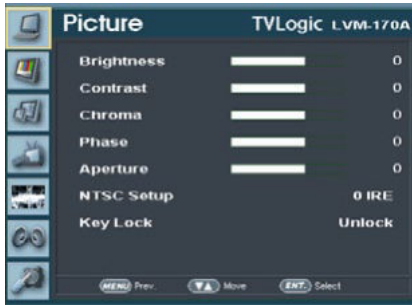 Picture TVLogic LVM-170A
Brightness 0
Contrast 0
Chroma 0
Phase 0
Aperture 0
NTSC Setup 0 IRE
Key Lock Unlock
MENU Prev. ▼▲ Move ENT. Select